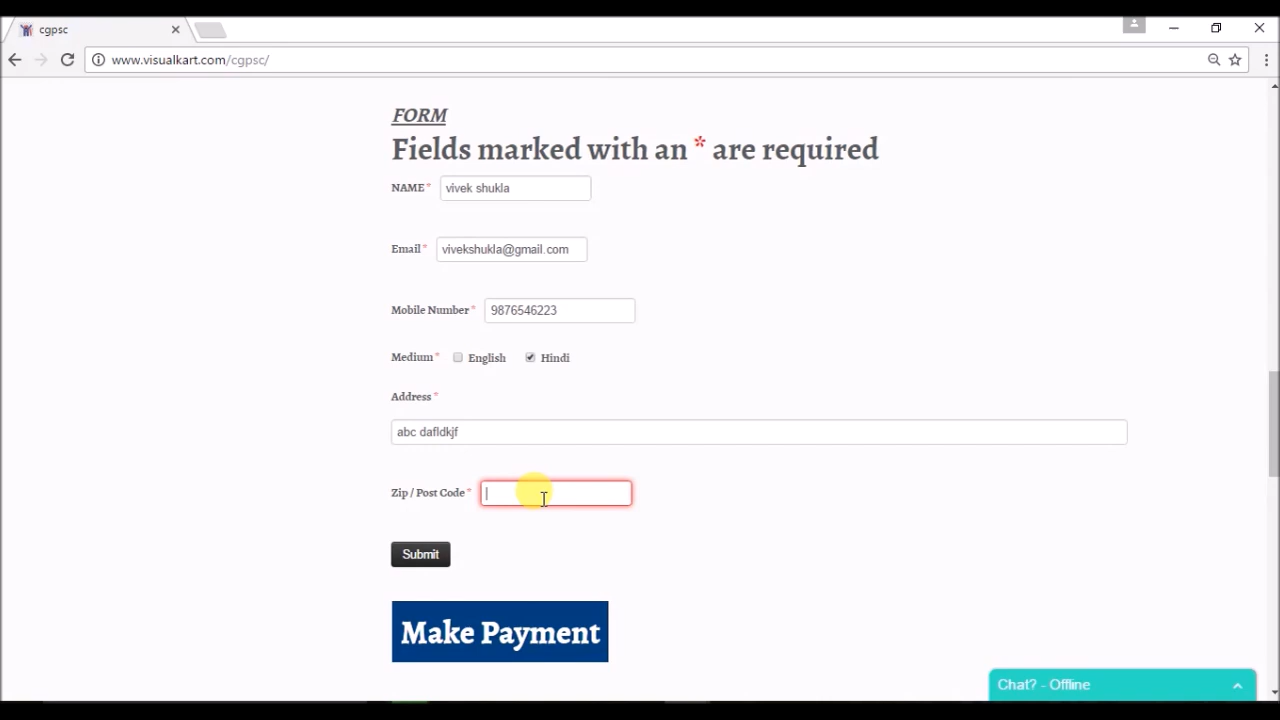 cgpsc
www.visualkart.com/cgpsc/
FORM
Fields marked with an * are required
NAME * vivek shukla
Email * vivekshukla@gmail.com
Mobile Number * 9876546223
Medium * English Hindi
Address *
abc dafldkjf
Zip / Post Code *
Submit
Make Payment
Chat? - Offline